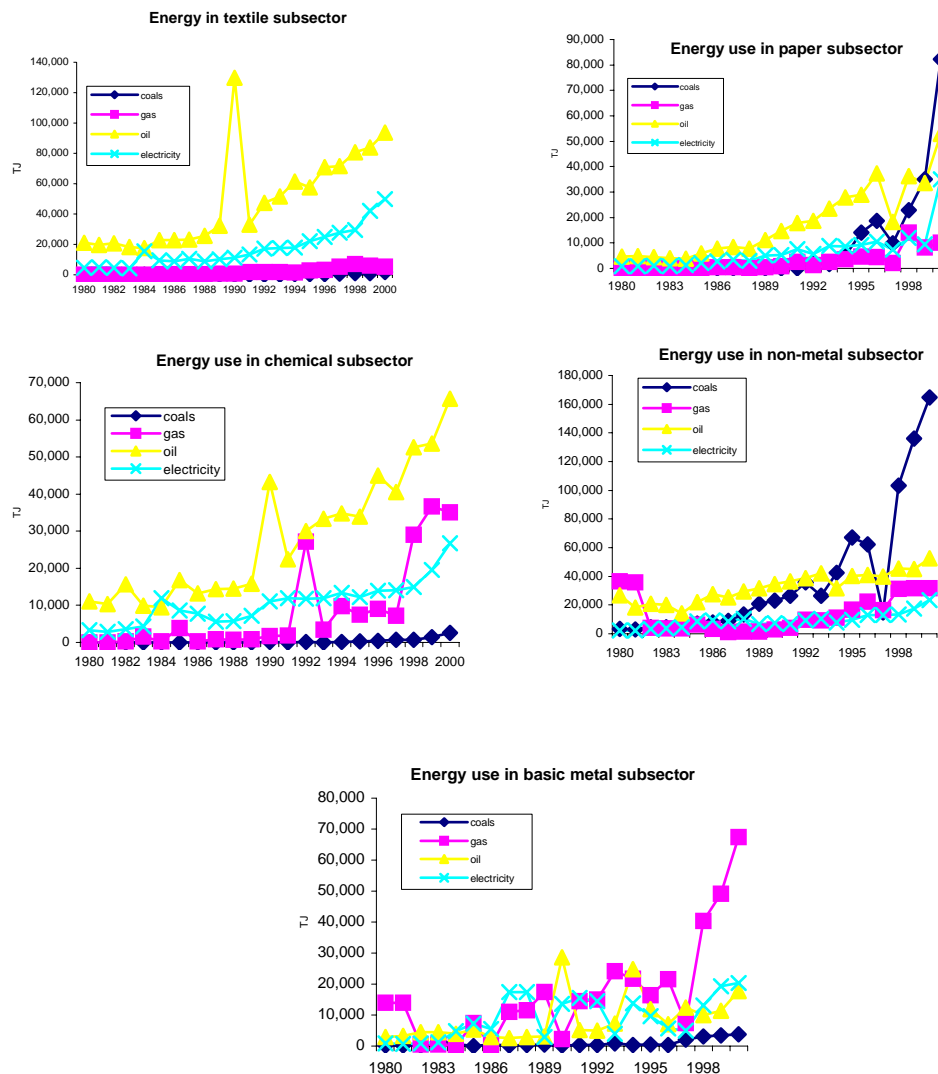 Energy in textile subsector
140,000
120,000
100,000
80,000
60,000
40,000
20,000
0
TJ
coals
gas
oil
electricity
1980 1982 1984 1986 1988 1990 1992 1994 1996 1998 2000
Energy use in paper subsector
90,000
80,000
70,000
60,000
50,000
40,000
30,000
20,000
10,000
0
TJ
coals
gas
oil
electricity
1980 1983 1986 1989 1992 1995 1998
Energy use in chemical subsector
70,000
60,000
50,000
40,000
30,000
20,000
10,000
0
TJ
coals
gas
oil
electricity
1980 1982 1984 1986 1988 1990 1992 1994 1996 1998 2000
Energy use in non-metal subsector
180,000
160,000
140,000
120,000
100,000
80,000
60,000
40,000
20,000
0
TJ
coals
gas
oil
electricity
1980 1983 1986 1989 1992 1995 1998
Energy use in basic metal subsector
80,000
70,000
60,000
50,000
40,000
30,000
20,000
10,000
0
TJ
coals
gas
oil
electricity
1980 1983 1986 1989 1992 1995 1998